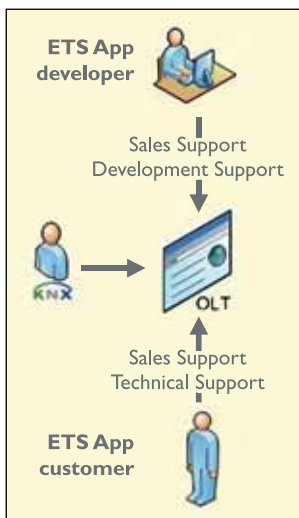 ETS App
developer
Sales Support
Development Support
KNX
OLT
Sales Support
Technical Support
ETS App
customer